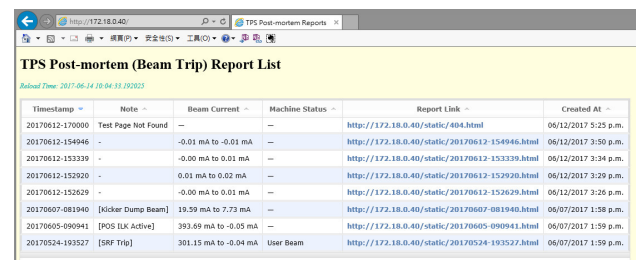 http://172.18.0.40/
TPS Post-mortem Reports ×
網頁(P) 安全性(S) 工具(O)
TPS Post-mortem (Beam Trip) Report List
Reload Time: 2017-06-14 10:04:33.192025
Timestamp Note Beam Current Machine Status Report Link Created At
20170612-170000 Test Page Not Found — — http://172.18.0.40/static/404.html 06/12/2017 5:25 p.m.
20170612-154946 - -0.01 mA to -0.01 mA — http://172.18.0.40/static/20170612-154946.html 06/12/2017 3:50 p.m.
20170612-153339 - -0.00 mA to 0.01 mA — http://172.18.0.40/static/20170612-153339.html 06/12/2017 3:34 p.m.
20170612-152920 - 0.01 mA to 0.02 mA — http://172.18.0.40/static/20170612-152920.html 06/12/2017 3:29 p.m.
20170612-152629 - -0.00 mA to 0.01 mA — http://172.18.0.40/static/20170612-152629.html 06/12/2017 3:26 p.m.
20170607-081940 [Kicker Dump Beam] 19.59 mA to 7.73 mA — http://172.18.0.40/static/20170607-081940.html 06/07/2017 1:58 p.m.
20170605-090941 [POS ILK Active] 393.69 mA to -0.05 mA — http://172.18.0.40/static/20170605-090941.html 06/07/2017 1:59 p.m.
20170524-193527 [SRF Trip] 301.15 mA to -0.04 mA User Beam http://172.18.0.40/static/20170524-193527.html 06/07/2017 1:59 p.m.